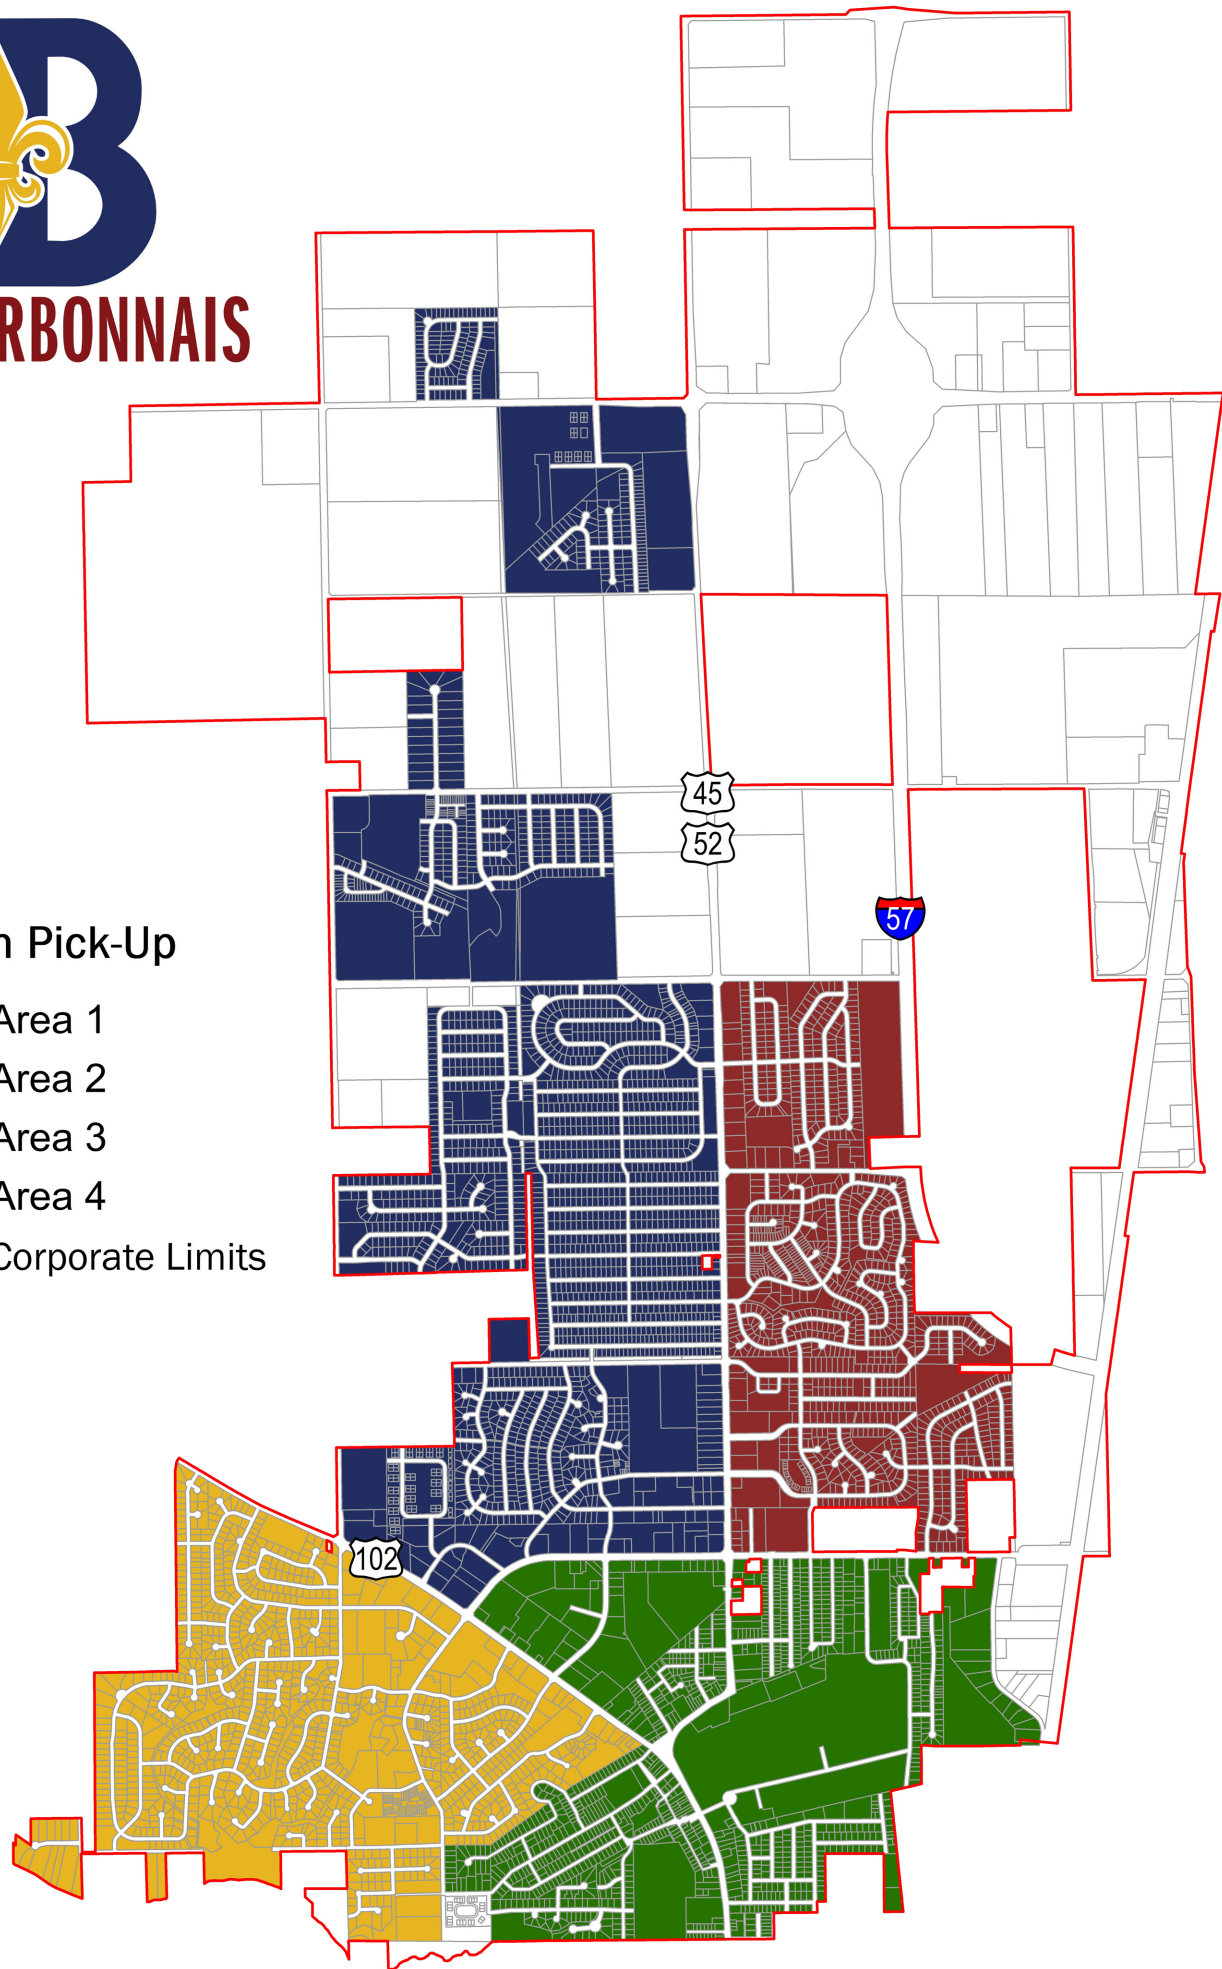 B
RBONNAIS
45
52
57
n Pick-Up
Area 1
Area 2
Area 3
Area 4
Corporate Limits
102